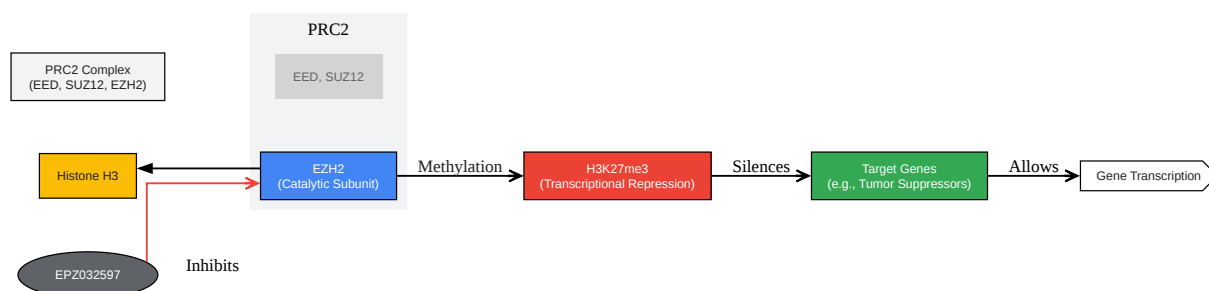 PRC2
PRC2 Complex
(EED, SUZ12, EZH2)
EED, SUZ12
Histone H3
EZH2
(Catalytic Subunit)
Methylation
H3K27me3
(Transcriptional Repression)
Silences
Target Genes
(e.g., Tumor Suppressors)
Allows
Gene Transcription
EPZ032597
Inhibits